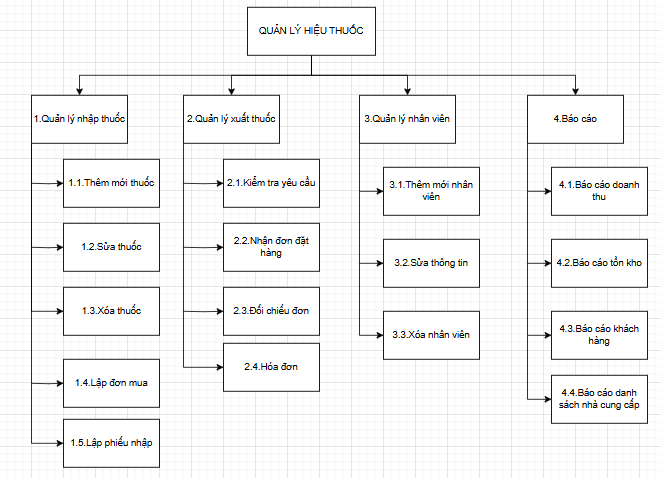 QUẢN LÝ HIỆU THUỐC
1.Quản lý nhập thuốc
2.Quản lý xuất thuốc
3.Quản lý nhân viên
4.Báo cáo
1.1.Thêm mới thuốc
1.2.Sửa thuốc
1.3.Xóa thuốc
1.4.Lập đơn mua
1.5.Lập phiếu nhập
2.1.Kiểm tra yêu cầu
2.2.Nhận đơn đặt
hàng
2.3.Đối chiếu đơn
2.4.Hóa đơn
3.1.Thêm mới nhân
viên
3.2.Sửa thông tin
3.3.Xóa nhân viên
4.1.Báo cáo doanh
thu
4.2.Báo cáo tồn kho
4.3.Báo cáo khách
hàng
4.4.Báo cáo danh
sách nhà cung cấp